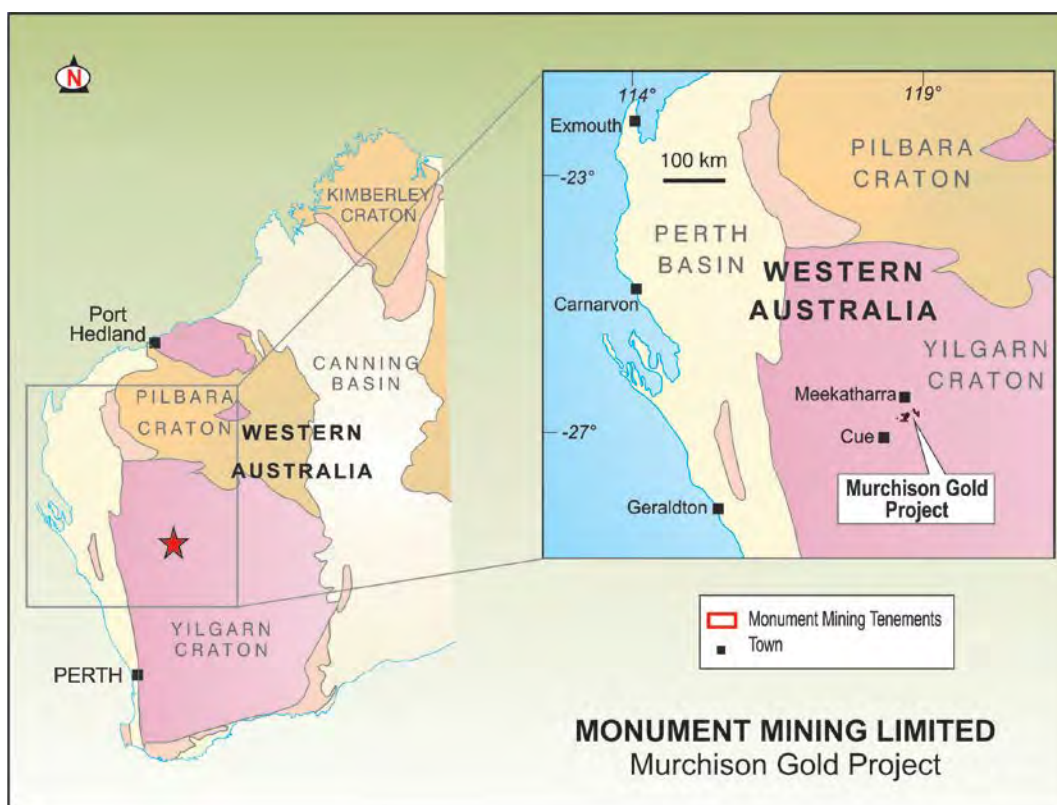 N
KIMBERLEY
CRATON
Port
Hedland
CANNING
BASIN
PILBARA
CRATON
WESTERN
AUSTRALIA
YILGARN
CRATON
PERTH
114°
119°
Exmouth
-23°
100 km
PILBARA
CRATON
PERTH
BASIN
WESTERN
AUSTRALIA
Carnarvon
YILGARN
CRATON
Meekatharra
-27°
Cue
Murchison Gold
Project
Geraldton
Monument Mining Tenements
Town
MONUMENT MINING LIMITED
Murchison Gold Project